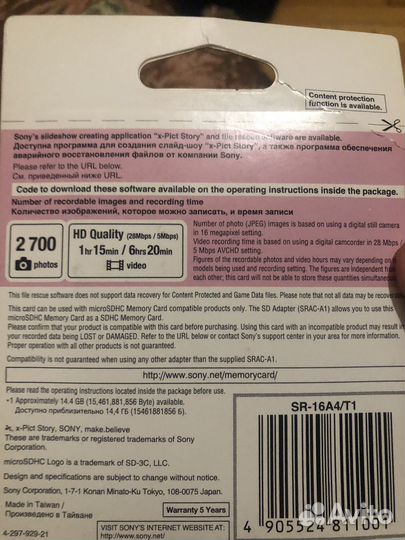 Content protection
function is available.
Sony's slideshow creating application "x-Pict Story" and file rescue software are available.
Доступна программа для создания слайд-шоу "x-Pict Story", а также программа обеспечения
аварийного восстановления файлов от компании Sony.
Please refer to the URL below.
См. приведенный ниже URL.
Code to download these software available on the operating instructions inside the package.
Number of recordable images and recording time
Количество изображений, которое можно записать, и время записи
2 700
photos
HD Quality (28Mbps / 5Mbps)
1hr 15min / 6hrs 20min
video
Number of photo (JPEG) images is based on using a digital still camera
in 16 megapixel setting.
Video recording time is based on using a digital camcorder in 28 Mbps /
5 Mbps AVCHD setting.
Figures of the recordable photos and video hours may vary depending on
models being used and recording setting. The figures are independent from
each other; this card will not be able to store these quantities simultaneously.
This file rescue software does not support data recovery for Content Protected and Game Data files. Please note that not all data may be recoverable.
This card can be used with microSDHC Memory Card compatible products only. The SD Adapter (SRAC-A1) allows you to use this
microSDHC Memory Card as a SDHC Memory Card.
Please confirm that your product is compatible with this card before purchasing. Using this card with an incompatible product may result in
your recorded data being LOST or DAMAGED. Refer to the URL below or contact Sony's support center in your area for more information.
Proper operation with all other products is not guaranteed.
Compatibility is not guaranteed when using any other adapter than the supplied SRAC-A1.
http://www.sony.net/memorycard/
Please read the operating instructions located inside the package before use.
*1 Approximately 14.4 GB (15,461,881,856 Byte) available.
Доступно приблизительно 14,4 Гб (15461881856 б).
x-Pict Story, SONY, make.believe
These are trademarks or registered trademarks of Sony
Corporation.
microSDHC Logo is a trademark of SD-3C, LLC.
Design and specifications are subject to change without notice.
Sony Corporation, 1-7-1 Konan Minato-Ku Tokyo, 108-0075 Japan.
Made in Taiwan /
Произведено в Тайване
Warranty 5 Years
4-297-929-21
VISIT SONY'S INTERNET WEBSITE AT:
http://www.sony.net/
SR-16A4/T1
4 905524 811001
Avito